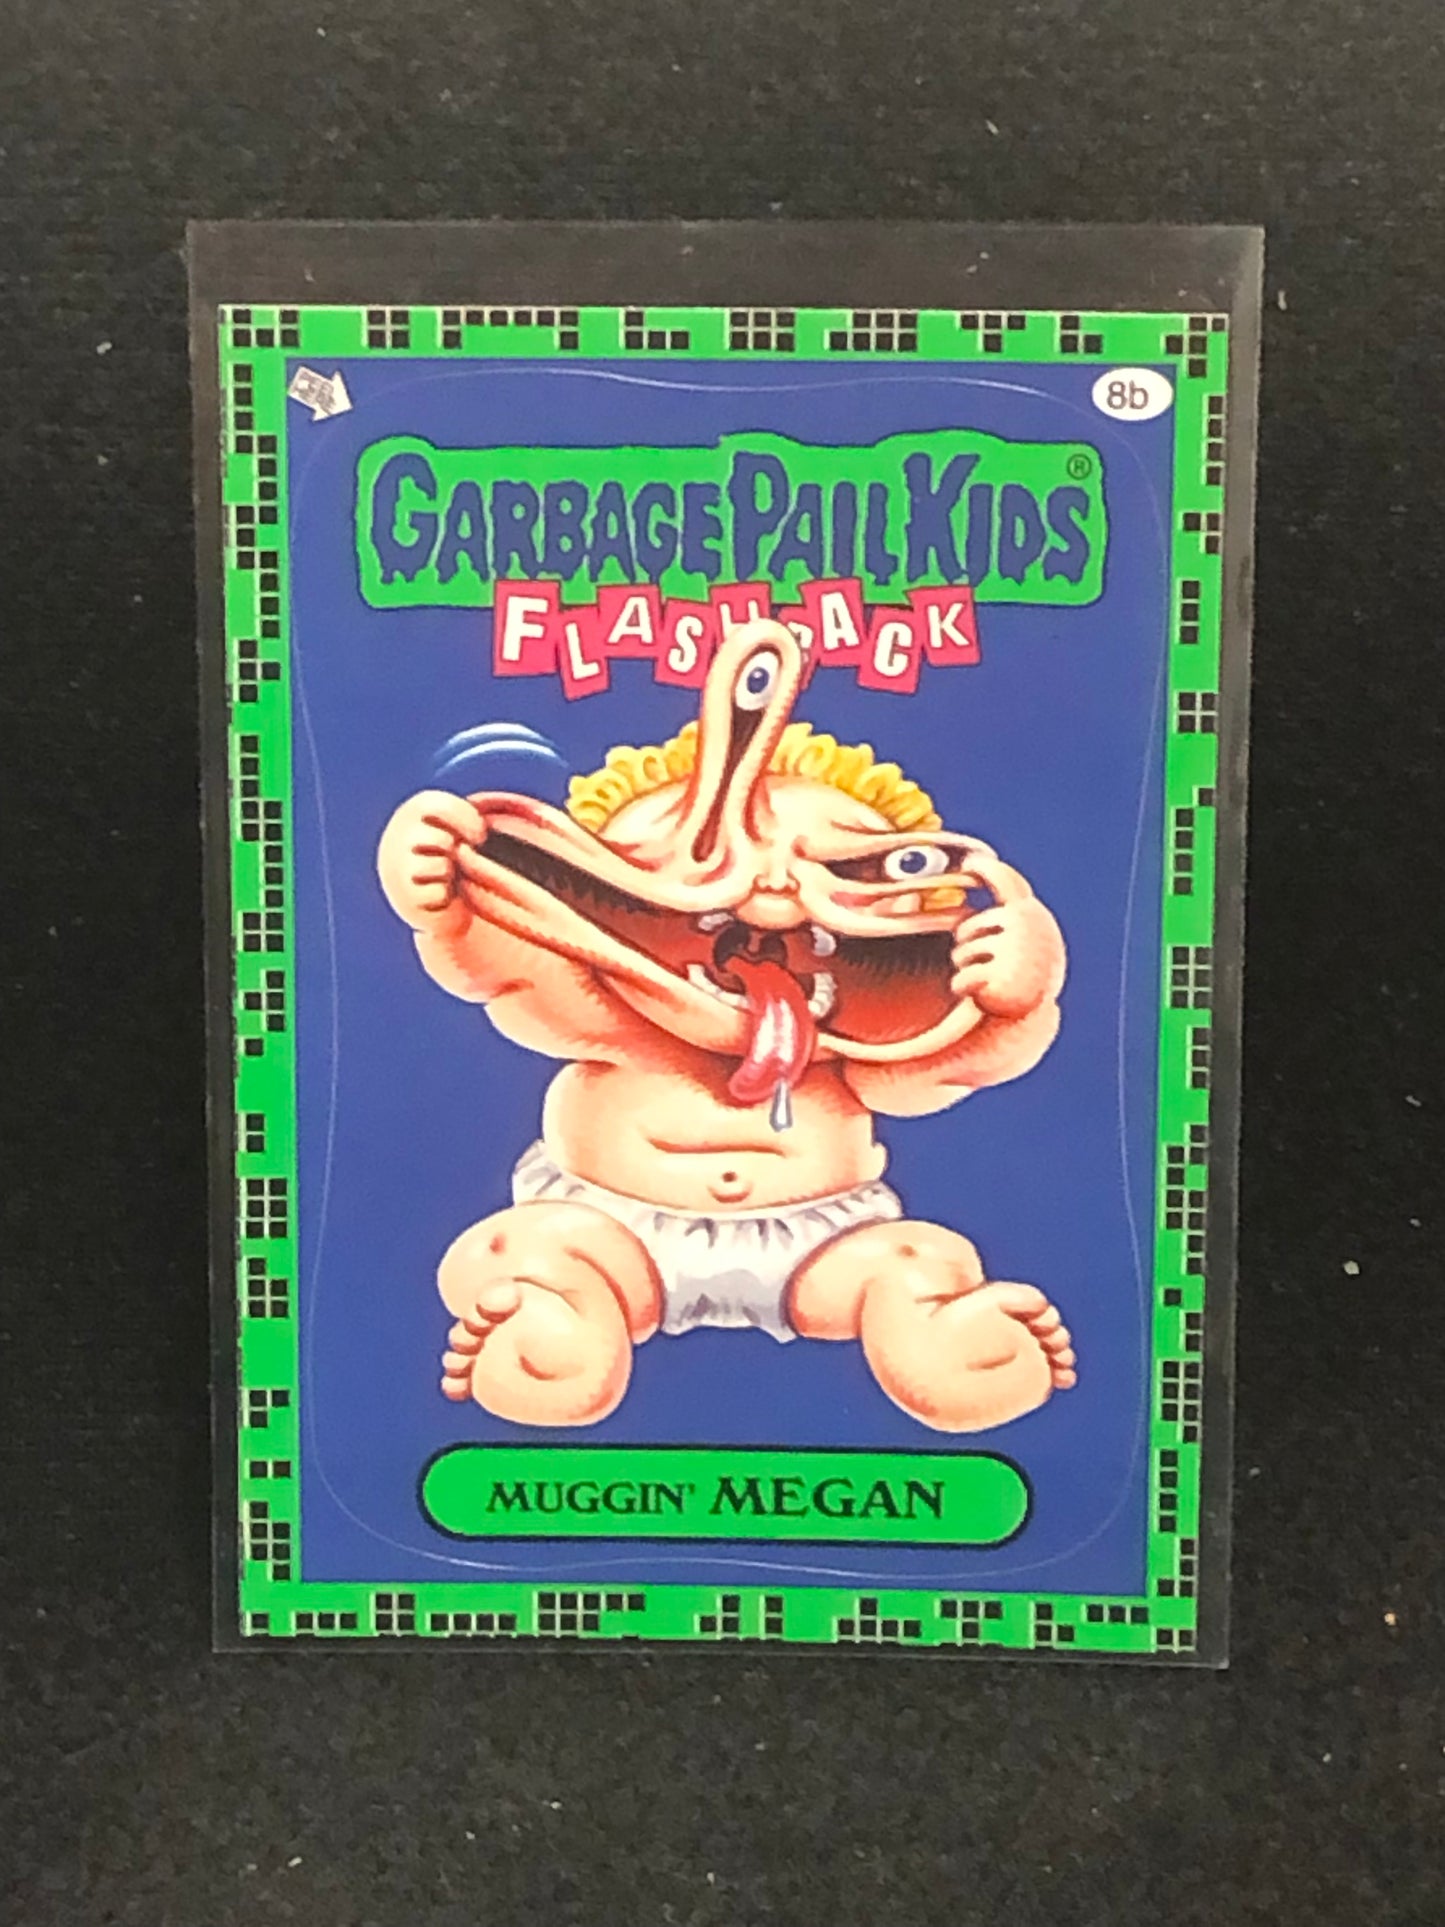 8b
GARBAGE PAIL KIDS®
FLASHBACK
MUGGIN' MEGAN